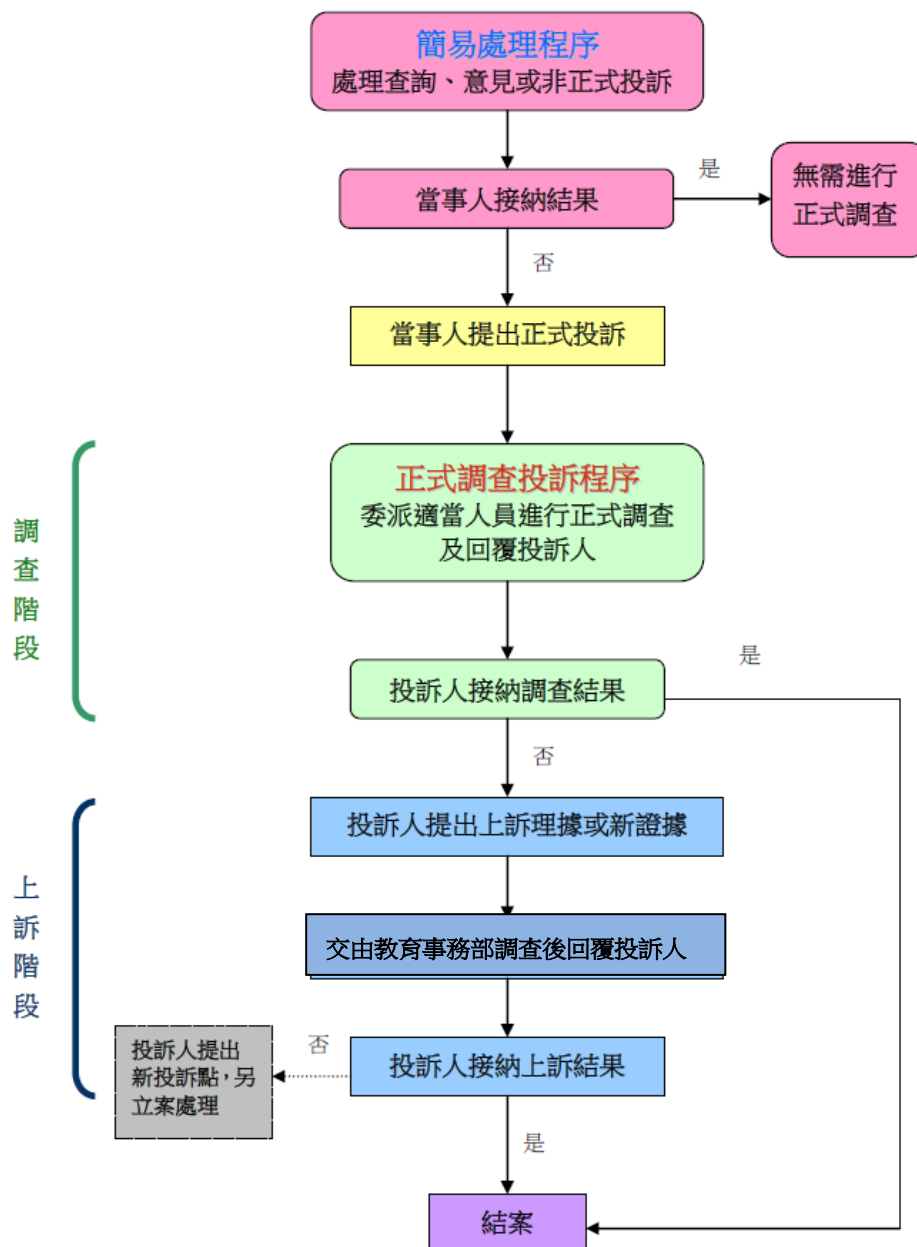 簡易處理程序
處理查詢、意見或非正式投訴
當事人接納結果
是
無需進行
正式調查
否
當事人提出正式投訴
調查階段
正式調查投訴程序
委派適當人員進行正式調查
及回覆投訴人
投訴人接納調查結果
是
否
上訴階段
投訴人提出上訴理據或新證據
交由教育事務部調查後回覆投訴人
投訴人接納上訴結果
否
投訴人提出
新投訴點，另
立案處理
是
結案